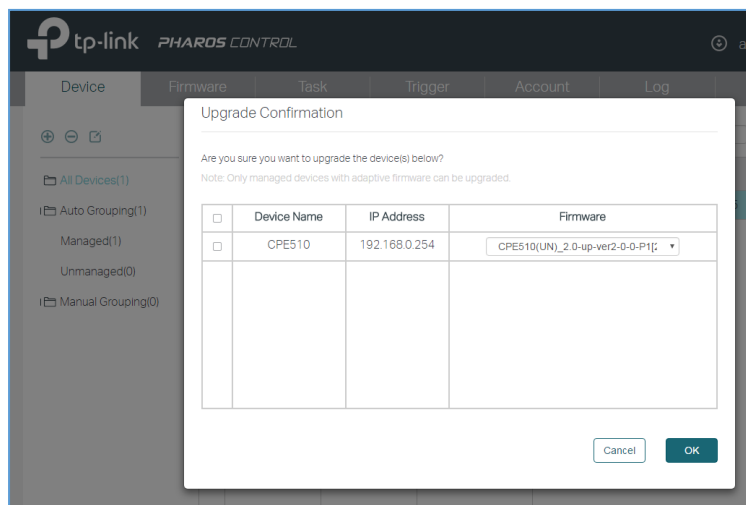 tp-link PHAROS CONTROL
Device Firmware Task Trigger Account Log
Upgrade Confirmation
Are you sure you want to upgrade the device(s) below?
Note: Only managed devices with adaptive firmware can be upgraded.
All Devices(1)
Auto Grouping(1)
Managed(1)
Unmanaged(0)
Manual Grouping(0)
Device Name IP Address Firmware
CPE510 192.168.0.254 CPE510(UN)_2.0-up-ver2-0-0-P1[
Cancel OK